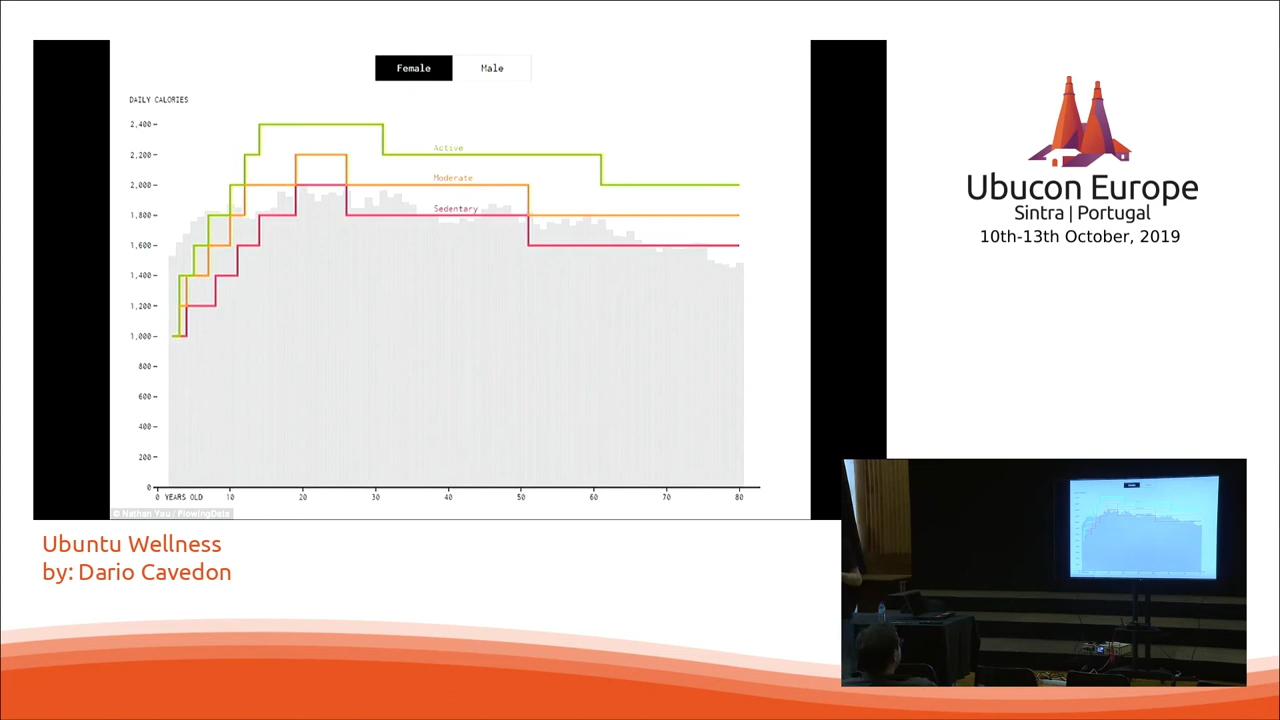 Female Male
DAILY CALORIES
2,400
2,200
2,000
1,800
1,600
1,400
1,200
1,000
800
600
400
200
0
Active
Moderate
Sedentary
0 YEARS OLD 10 20 30 40 50 60 70 80
© Nathan Yau / FlowingData
Ubucon Europe
Sintra | Portugal
10th-13th October, 2019
Ubuntu Wellness
by: Dario Cavedon